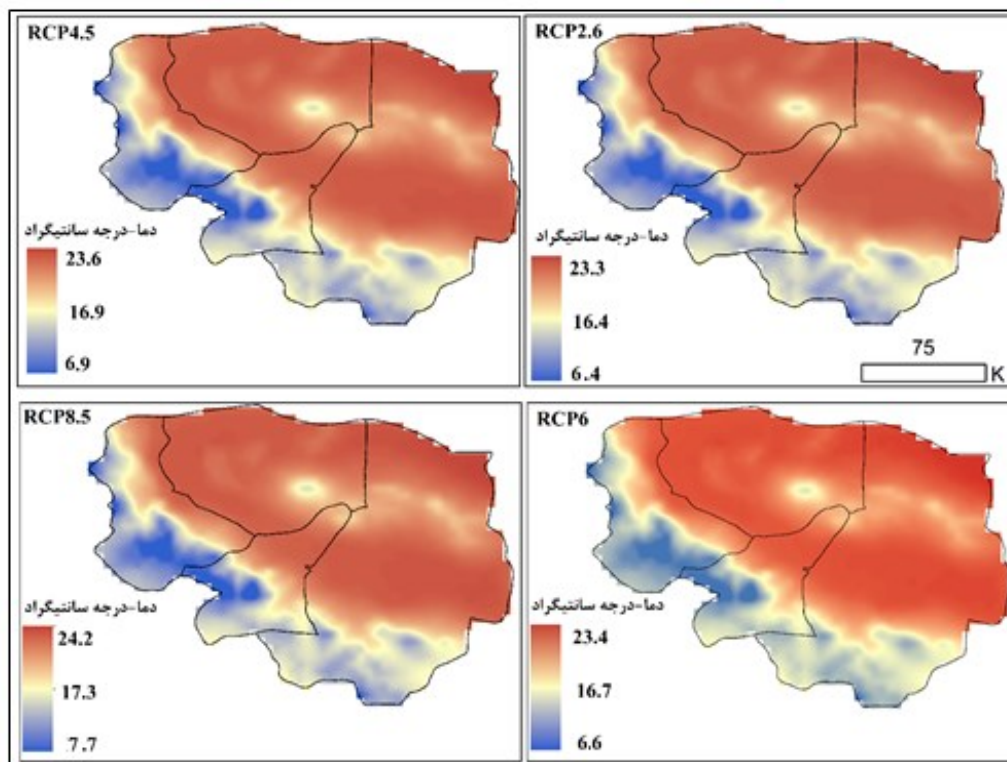 RCP4.5
دما-درجه سانتیگراد
23.6
16.9
6.9
RCP2.6
دما-درجه سانتیگراد
23.3
16.4
6.4
75
K
RCP8.5
دما-درجه سانتیگراد
24.2
17.3
7.7
RCP6
دما-درجه سانتیگراد
23.4
16.7
6.6